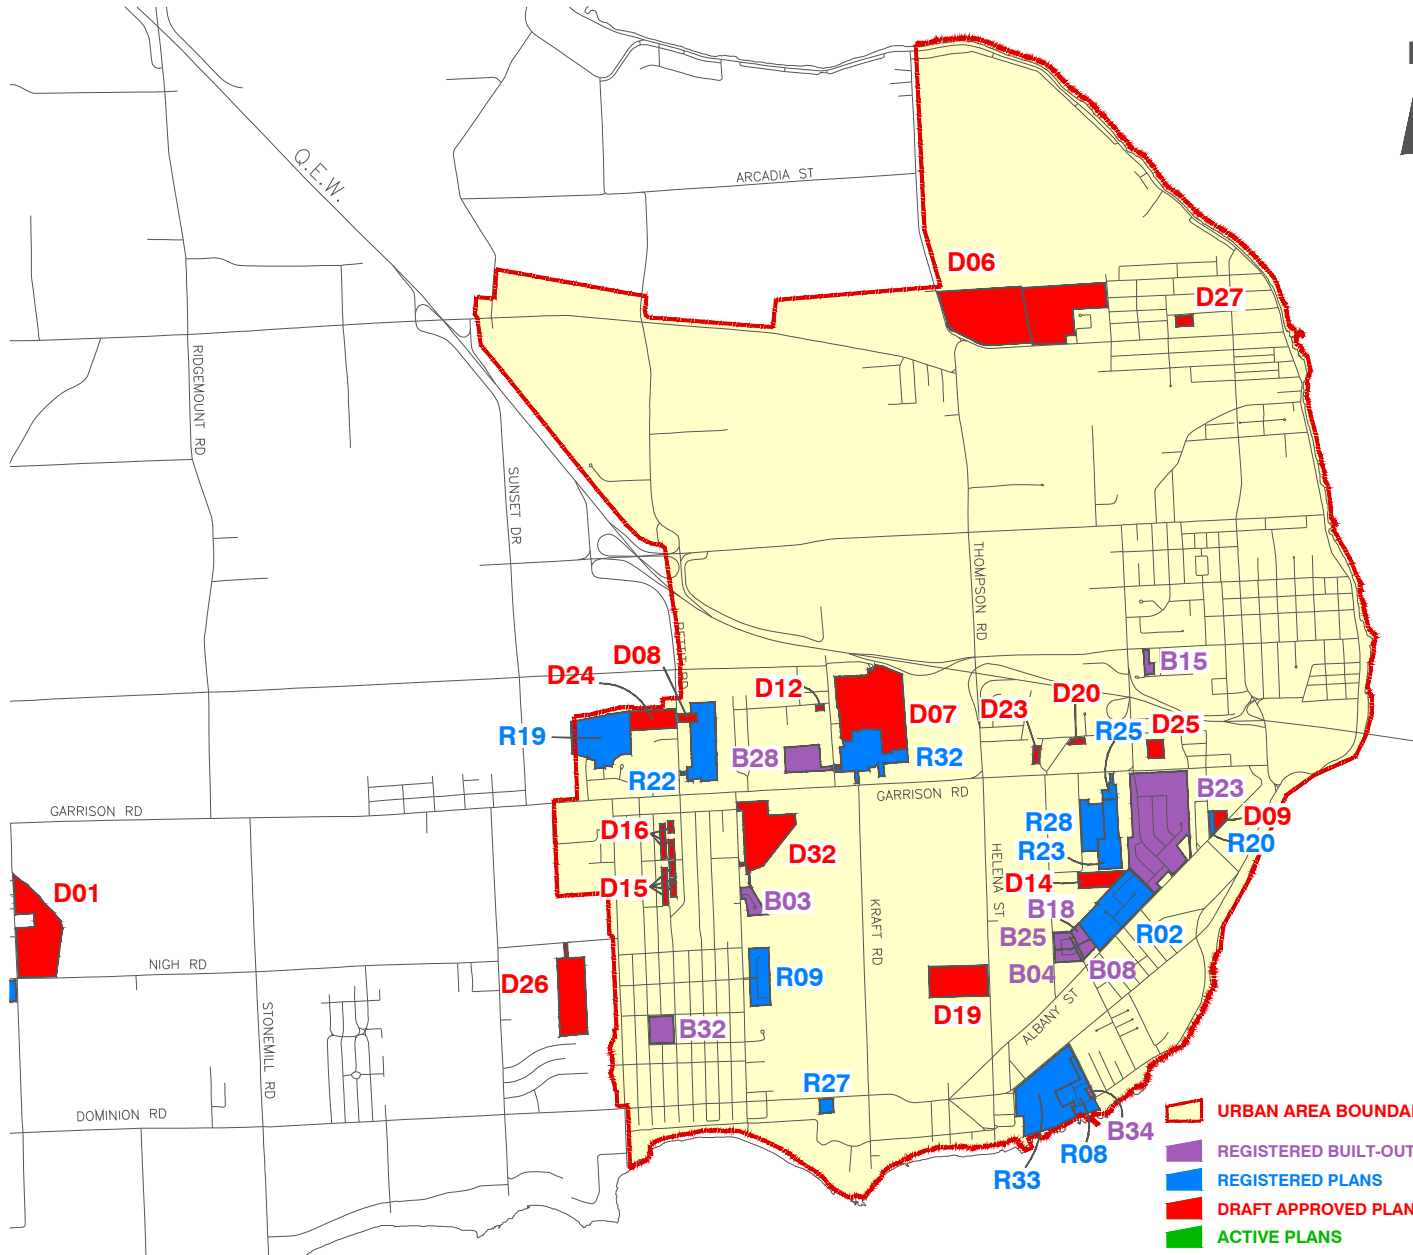 Q.E.W.
ARCADIA ST
D06
D27
RIDGEMOUNT RD
SUNSET DR
THOMPSON RD
D08
B15
D24
D12
D20
D07
D23
R25
D25
R19
B28
R32
R22
B23
GARRISON RD
GARRISON RD
D09
R28
D16
R20
D32
R23
HELENA ST
D14
D15
D01
B03
B18
KRAFT RD
R02
B25
NIGH RD
B08
B04
R09
D26
STONEMILL RD
D19
ALBANY ST
B32
R27
DOMINION RD
B34
R08
R33
URBAN AREA BOUNDA
REGISTERED BUILT-OUT
REGISTERED PLANS
DRAFT APPROVED PLAN
ACTIVE PLANS